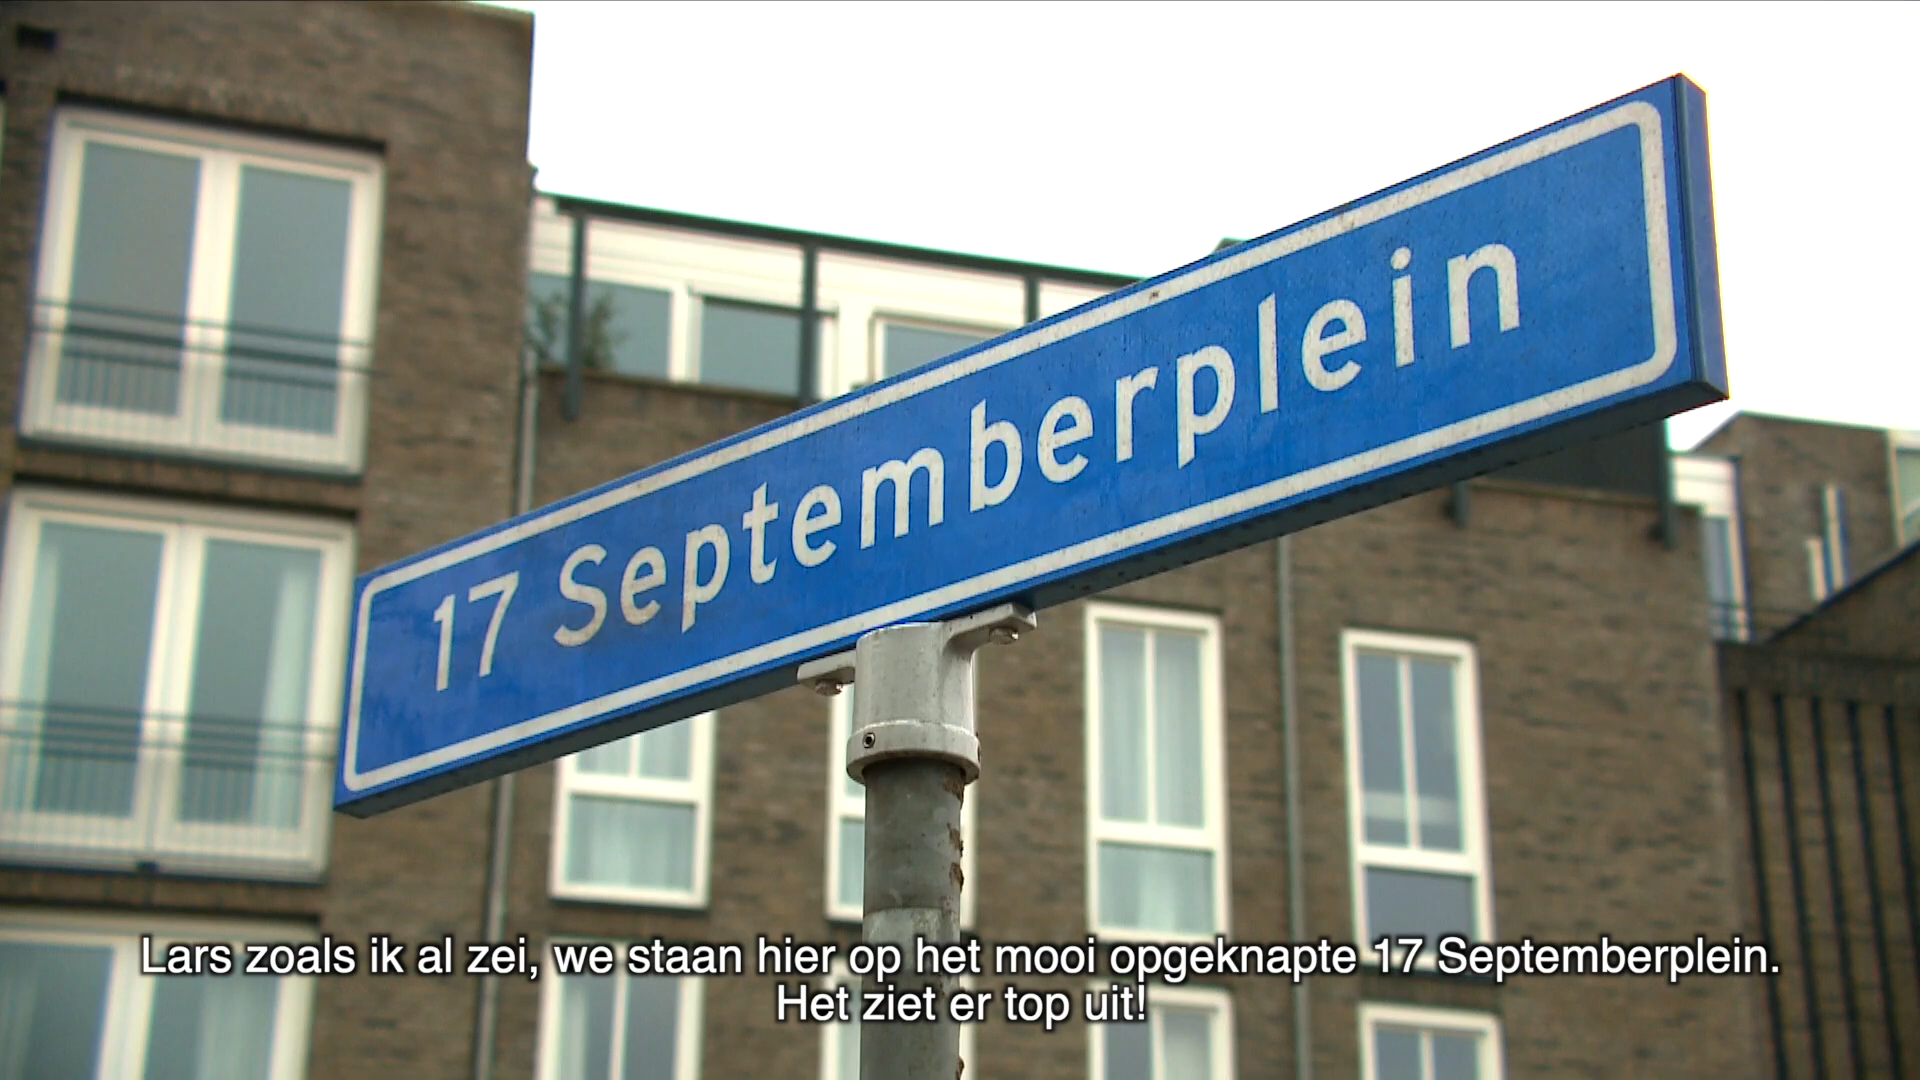 17 Septemberplein
Lars zoals ik al zei, we staan hier op het mooi opgeknapte 17 Septemberplein.
Het ziet er top uit!